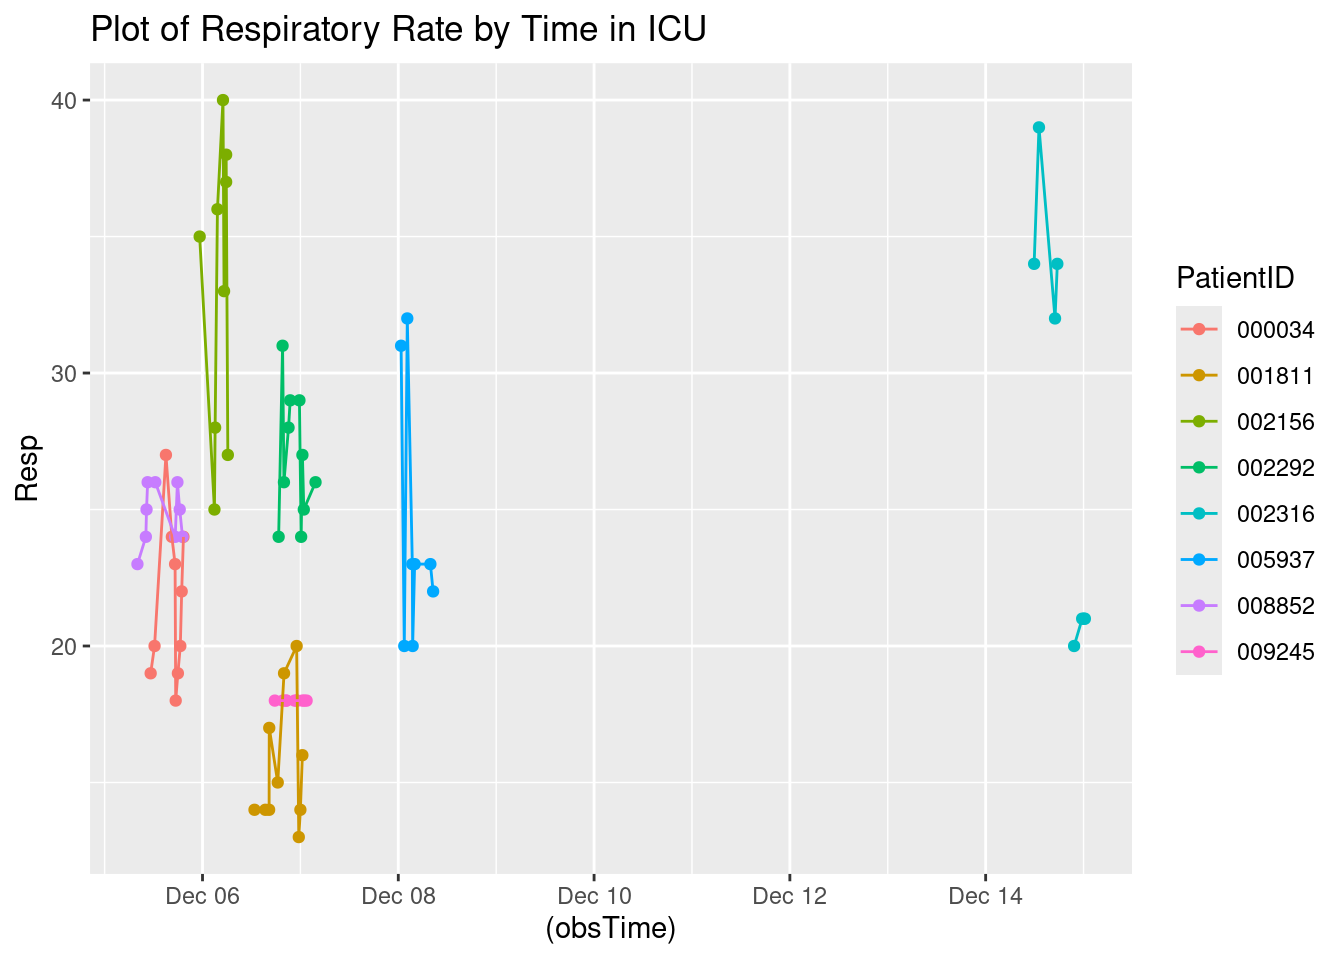 Plot of Respiratory Rate by Time in ICU
40
30
20
Resp
Dec 06
Dec 08
Dec 10
Dec 12
Dec 14
(obsTime)
PatientID
000034
001811
002156
002292
002316
005937
008852
009245